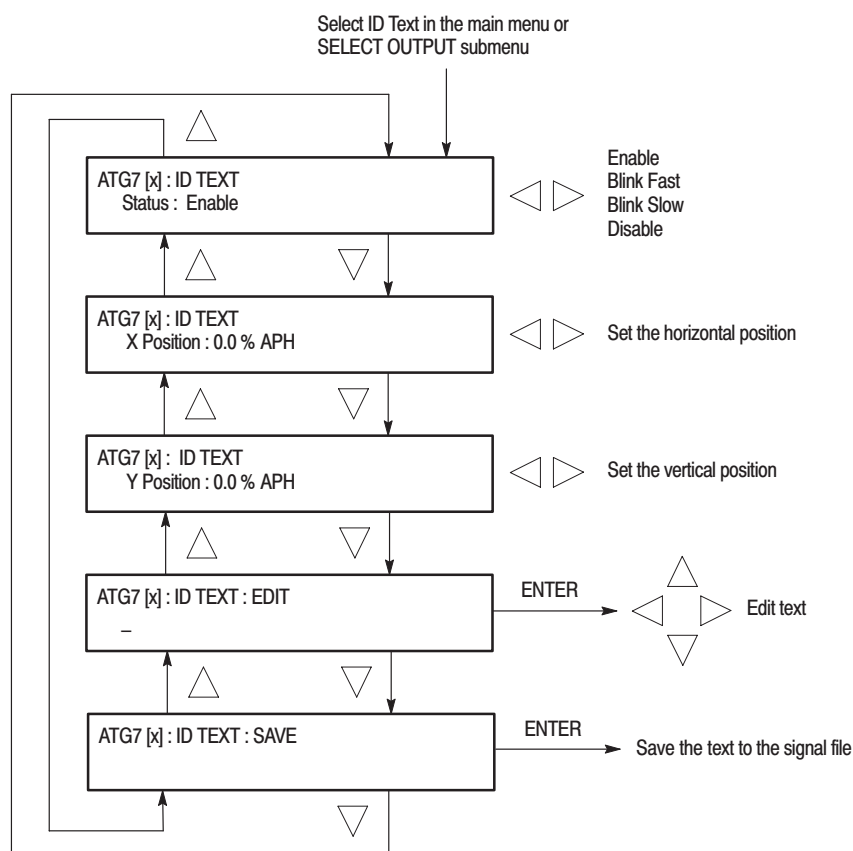 Select ID Text in the main menu or
SELECT OUTPUT submenu
ATG7 [x] : ID TEXT
Status : Enable
Enable
Blink Fast
Blink Slow
Disable
ATG7 [x] : ID TEXT
X Position : 0.0 % APH
Set the horizontal position
ATG7 [x] : ID TEXT
Y Position : 0.0 % APH
Set the vertical position
ATG7 [x] : ID TEXT : EDIT
_
ENTER
Edit text
ATG7 [x] : ID TEXT : SAVE
ENTER
Save the text to the signal file